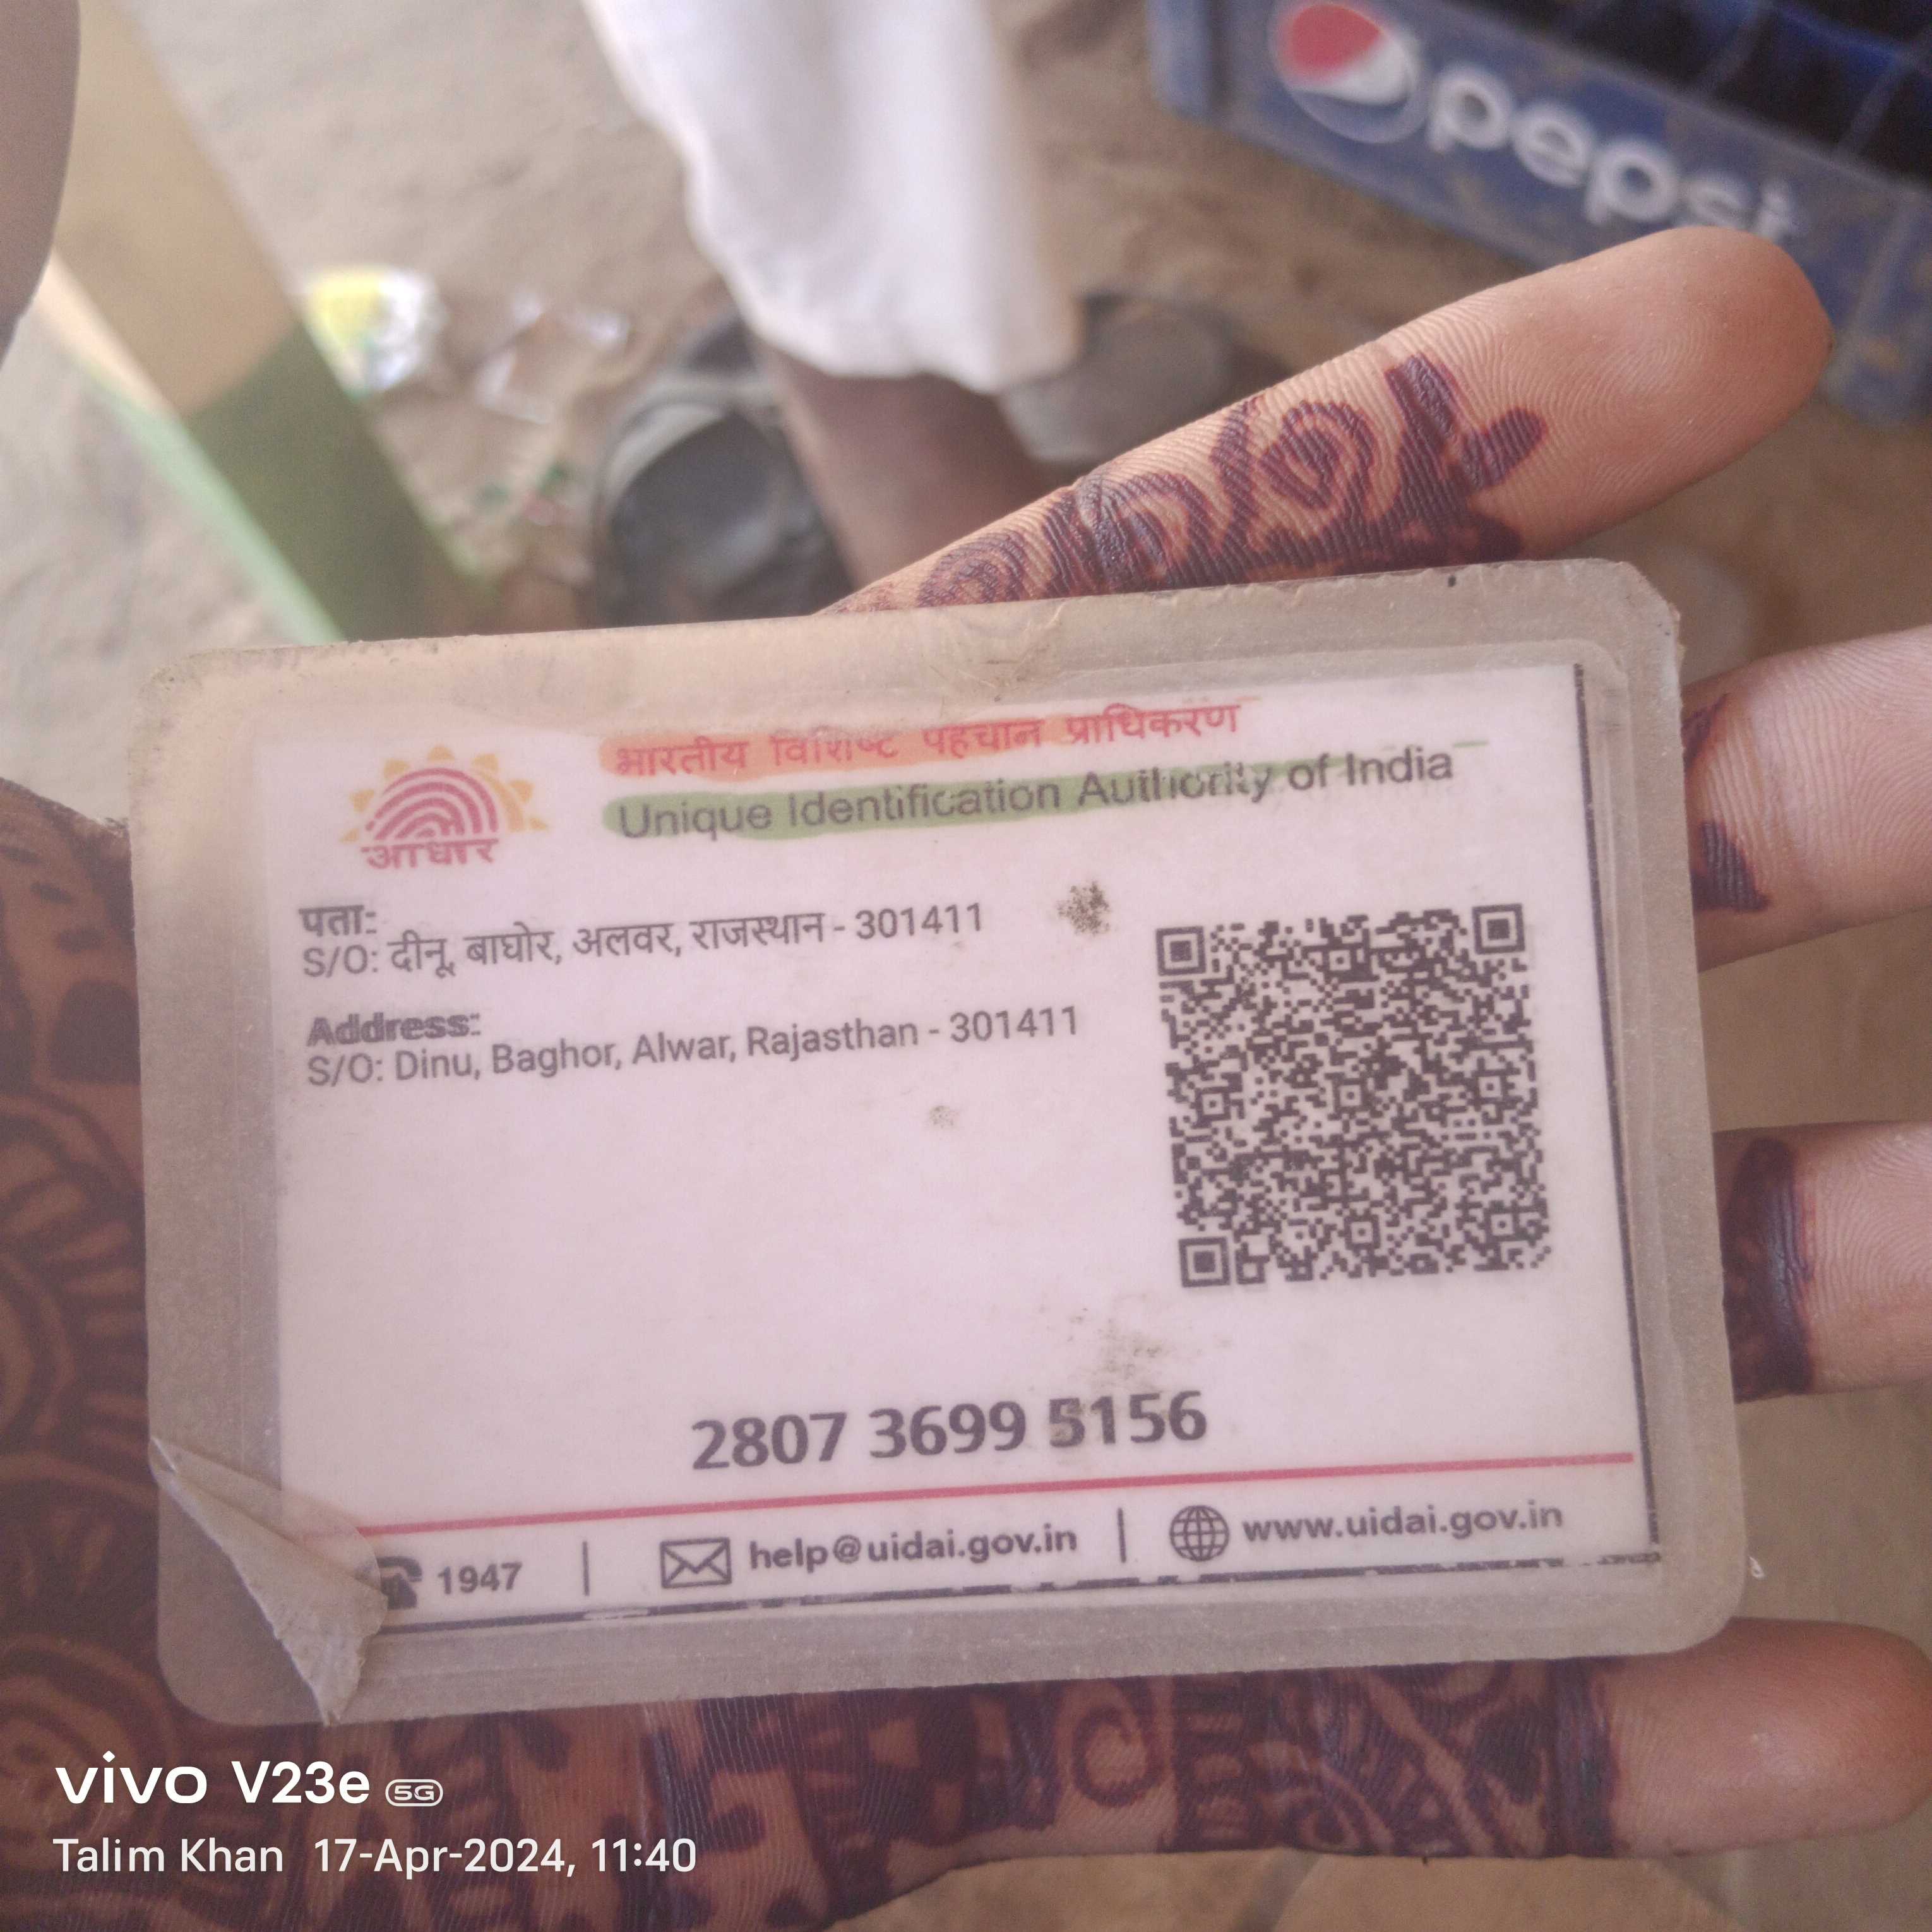 pepsi
भारतीय विशिष्ट पहचान प्राधिकरण
Unique Identification Authority of India
आधार
पता:
S/O: दीनू, बाघोर, अलवर, राजस्थान - 301411
Address:
S/O: Dinu, Baghor, Alwar, Rajasthan - 301411
2807 3699 5156
1947 | help@uidai.gov.in | www.uidai.gov.in
vivo V23e 5G
Talim Khan 17-Apr-2024, 11:40